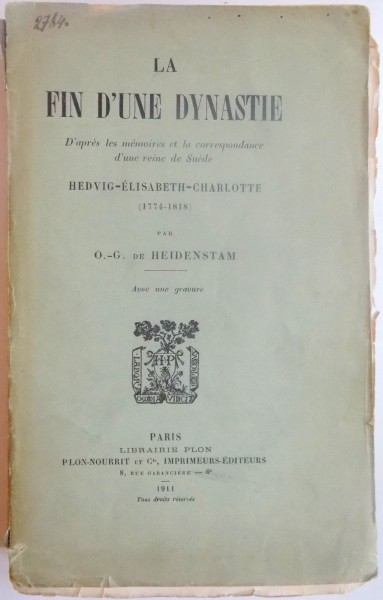 2784.
LA
FIN D'UNE DYNASTIE
D'après les mémoires et la correspondance
d'une reine de Suède
HEDVIG-ÉLISABETH-CHARLOTTE
(1774-1818)
PAR
O.-G. DE HEIDENSTAM
Avec une gravure
PARIS
LIBRAIRIE PLON
PLON-NOURRIT ET Cie, IMPRIMEURS-ÉDITEURS
8, RUE GARANCIÈRE — 6e
1911
Tous droits réservés